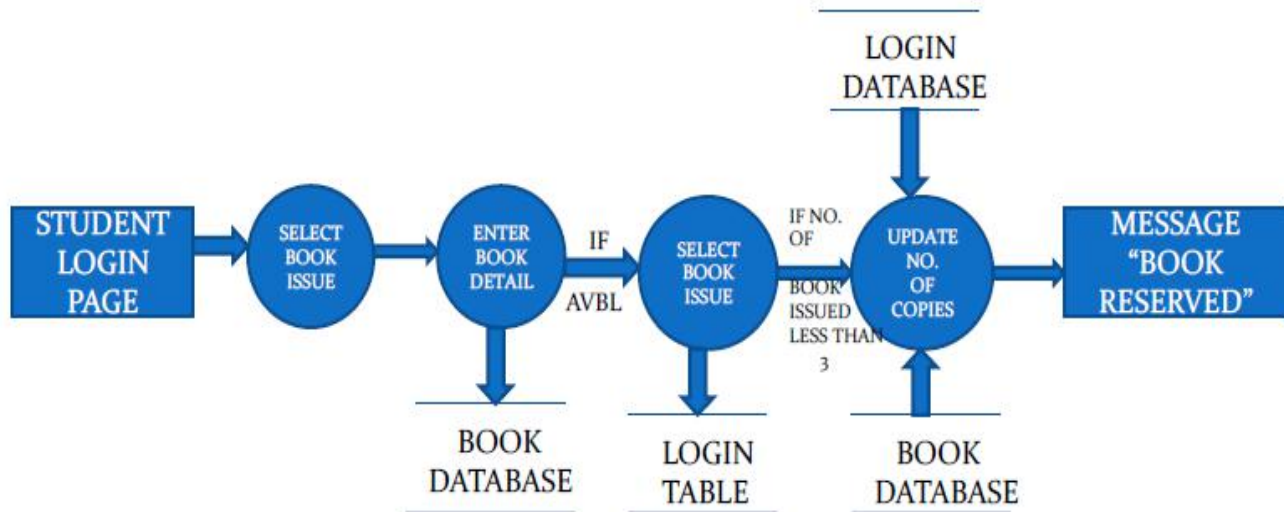 LOGIN
DATABASE
STUDENT
LOGIN
PAGE
SELECT
BOOK
ISSUE
ENTER
BOOK
DETAIL
IF
AVBL
SELECT
BOOK
ISSUE
IF NO.
OF
BOOK
ISSUED
LESS THAN
3
UPDATE
NO.
OF
COPIES
MESSAGE
“BOOK
RESERVED”
BOOK
DATABASE
LOGIN
TABLE
BOOK
DATABASE